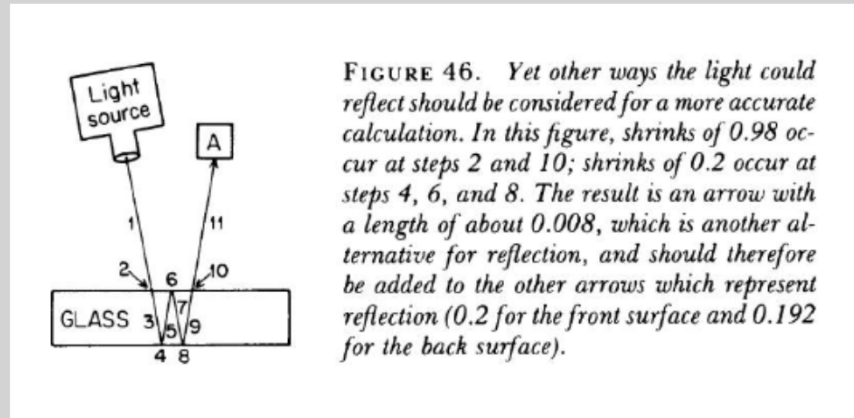 Light
source
A
1
11
2
6
10
GLASS 3 5 7 9
4 8
FIGURE 46. Yet other ways the light could
reflect should be considered for a more accurate
calculation. In this figure, shrinks of 0.98 oc-
cur at steps 2 and 10; shrinks of 0.2 occur at
steps 4, 6, and 8. The result is an arrow with
a length of about 0.008, which is another al-
ternative for reflection, and should therefore
be added to the other arrows which represent
reflection (0.2 for the front surface and 0.192
for the back surface).